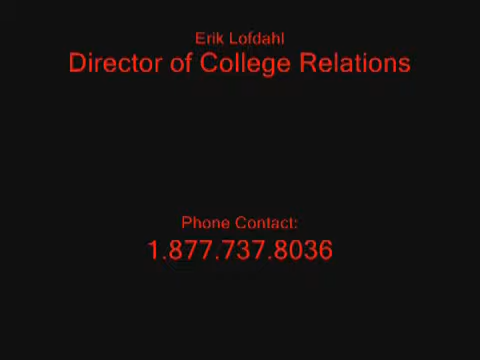 Erik Lofdahl
Director of College Relations
Phone Contact:
1.877.737.8036